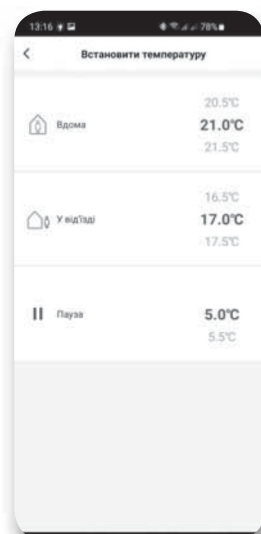 13:16 78%
Встановити температуру
20.5°C
Вдома 21.0°C
21.5°C
16.5°C
У від'їзді 17.0°C
17.5°C
Пауза 5.0°C
5.5°C